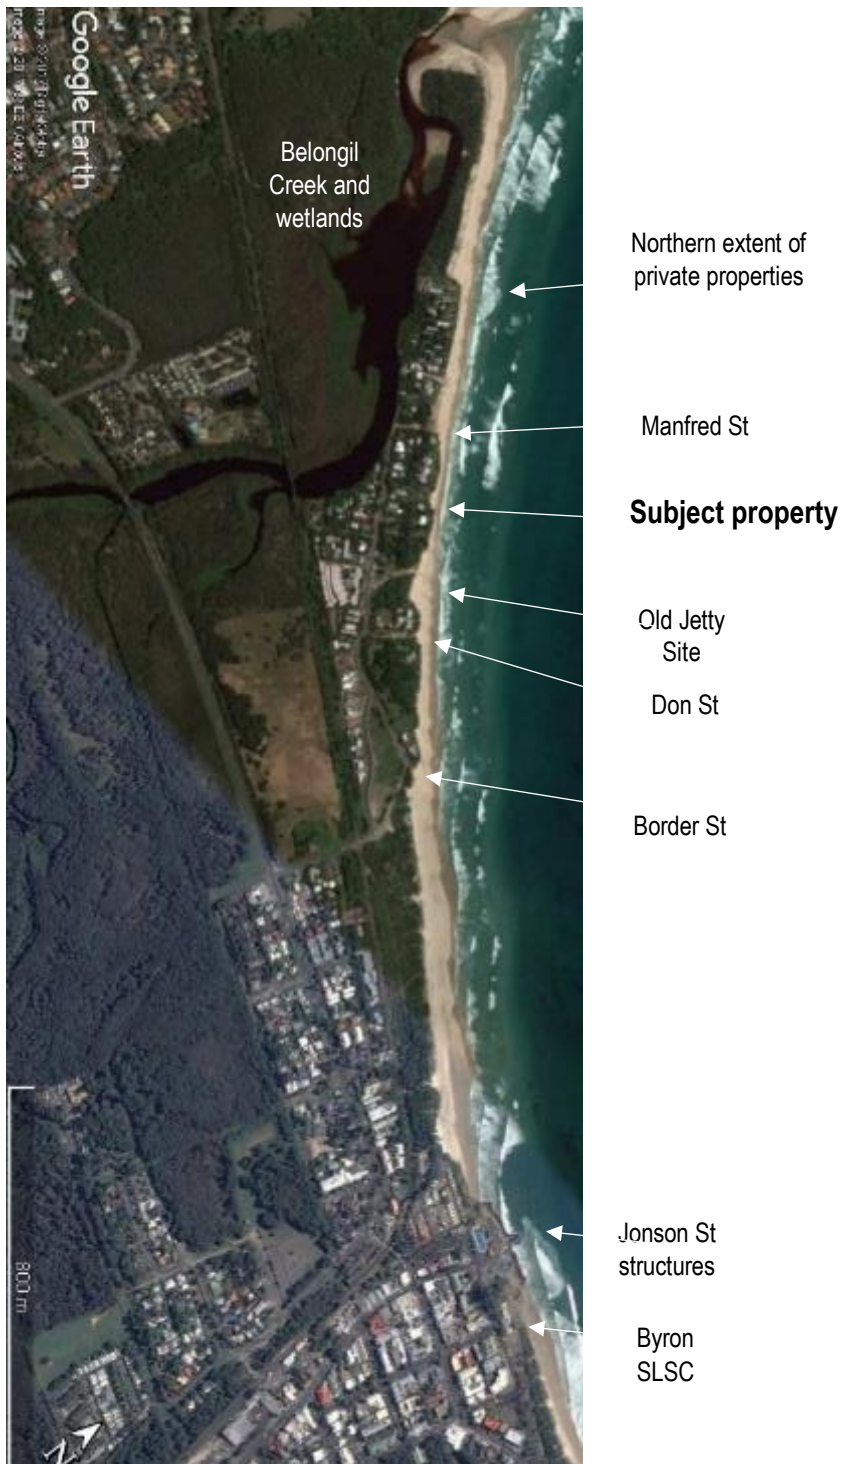 Google Earth
Belongil
Creek and
wetlands
Northern extent of
private properties
Manfred St
Subject property
Old Jetty
Site
Don St
Border St
Jonson St
structures
Byron
SLSC
800 m
N